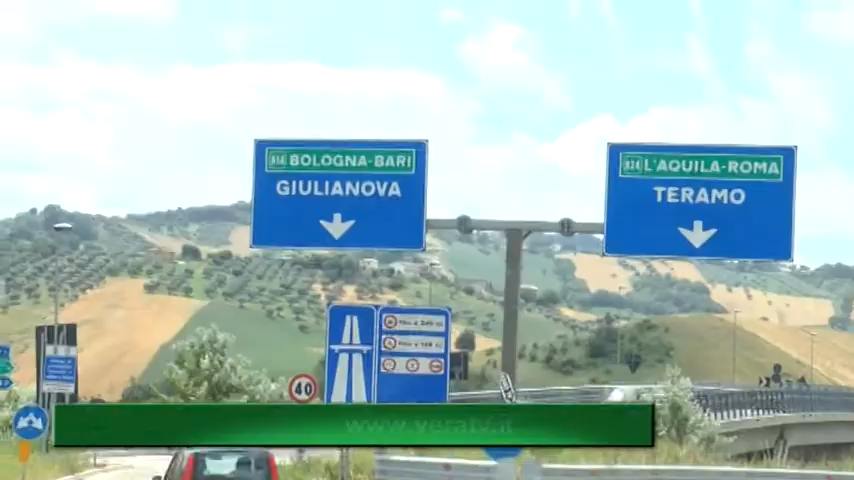 A14 BOLOGNA-BARI
GIULIANOVA
A24 L'AQUILA-ROMA
TERAMO
40
www.veratv.it